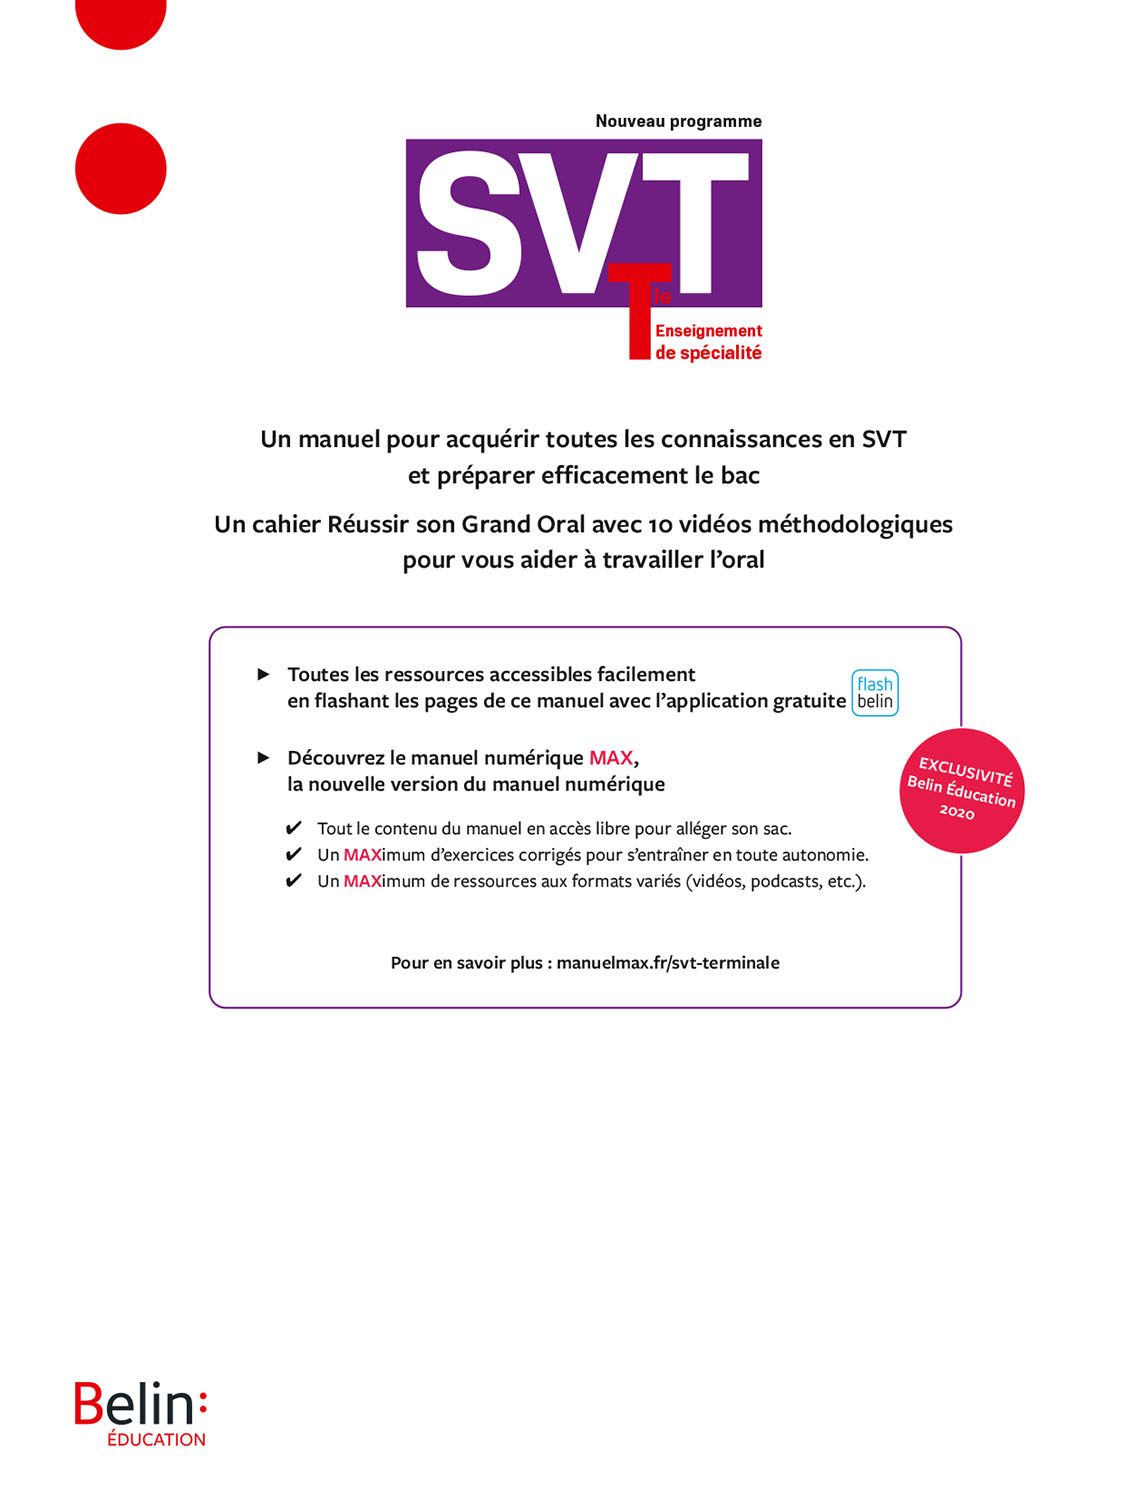 Nouveau programme
SVT
Tle
Enseignement
de spécialité
Un manuel pour acquérir toutes les connaissances en SVT
et préparer efficacement le bac
Un cahier Réussir son Grand Oral avec 10 vidéos méthodologiques
pour vous aider à travailler l’oral
► Toutes les ressources accessibles facilement
en flashant les pages de ce manuel avec l’application gratuite
flash
belin
► Découvrez le manuel numérique MAX,
la nouvelle version du manuel numérique
EXCLUSIVITÉ
Belin Éducation
2020
✔ Tout le contenu du manuel en accès libre pour alléger son sac.
✔ Un MAXimum d’exercices corrigés pour s’entraîner en toute autonomie.
✔ Un MAXimum de ressources aux formats variés (vidéos, podcasts, etc.).
Pour en savoir plus : manuelmax.fr/svt-terminale
Belin:
ÉDUCATION